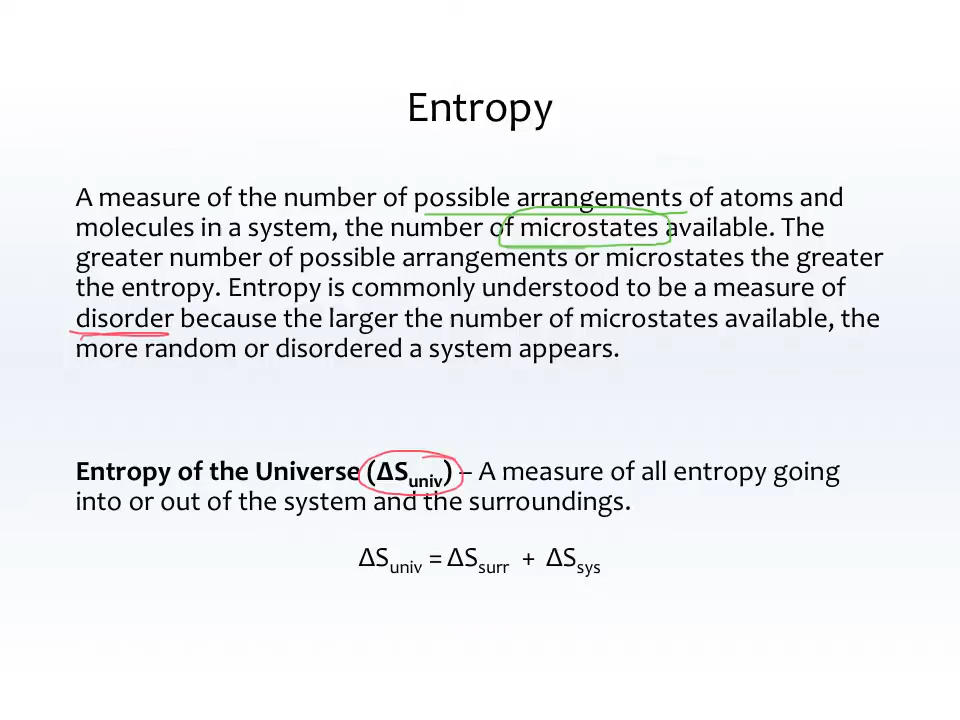 Entropy
A measure of the number of possible arrangements of atoms and
molecules in a system, the number of microstates available. The
greater number of possible arrangements or microstates the greater
the entropy. Entropy is commonly understood to be a measure of
disorder because the larger the number of microstates available, the
more random or disordered a system appears.
Entropy of the Universe (ΔSuniv) – A measure of all entropy going
into or out of the system and the surroundings.
ΔSuniv = ΔSsurr + ΔSsys